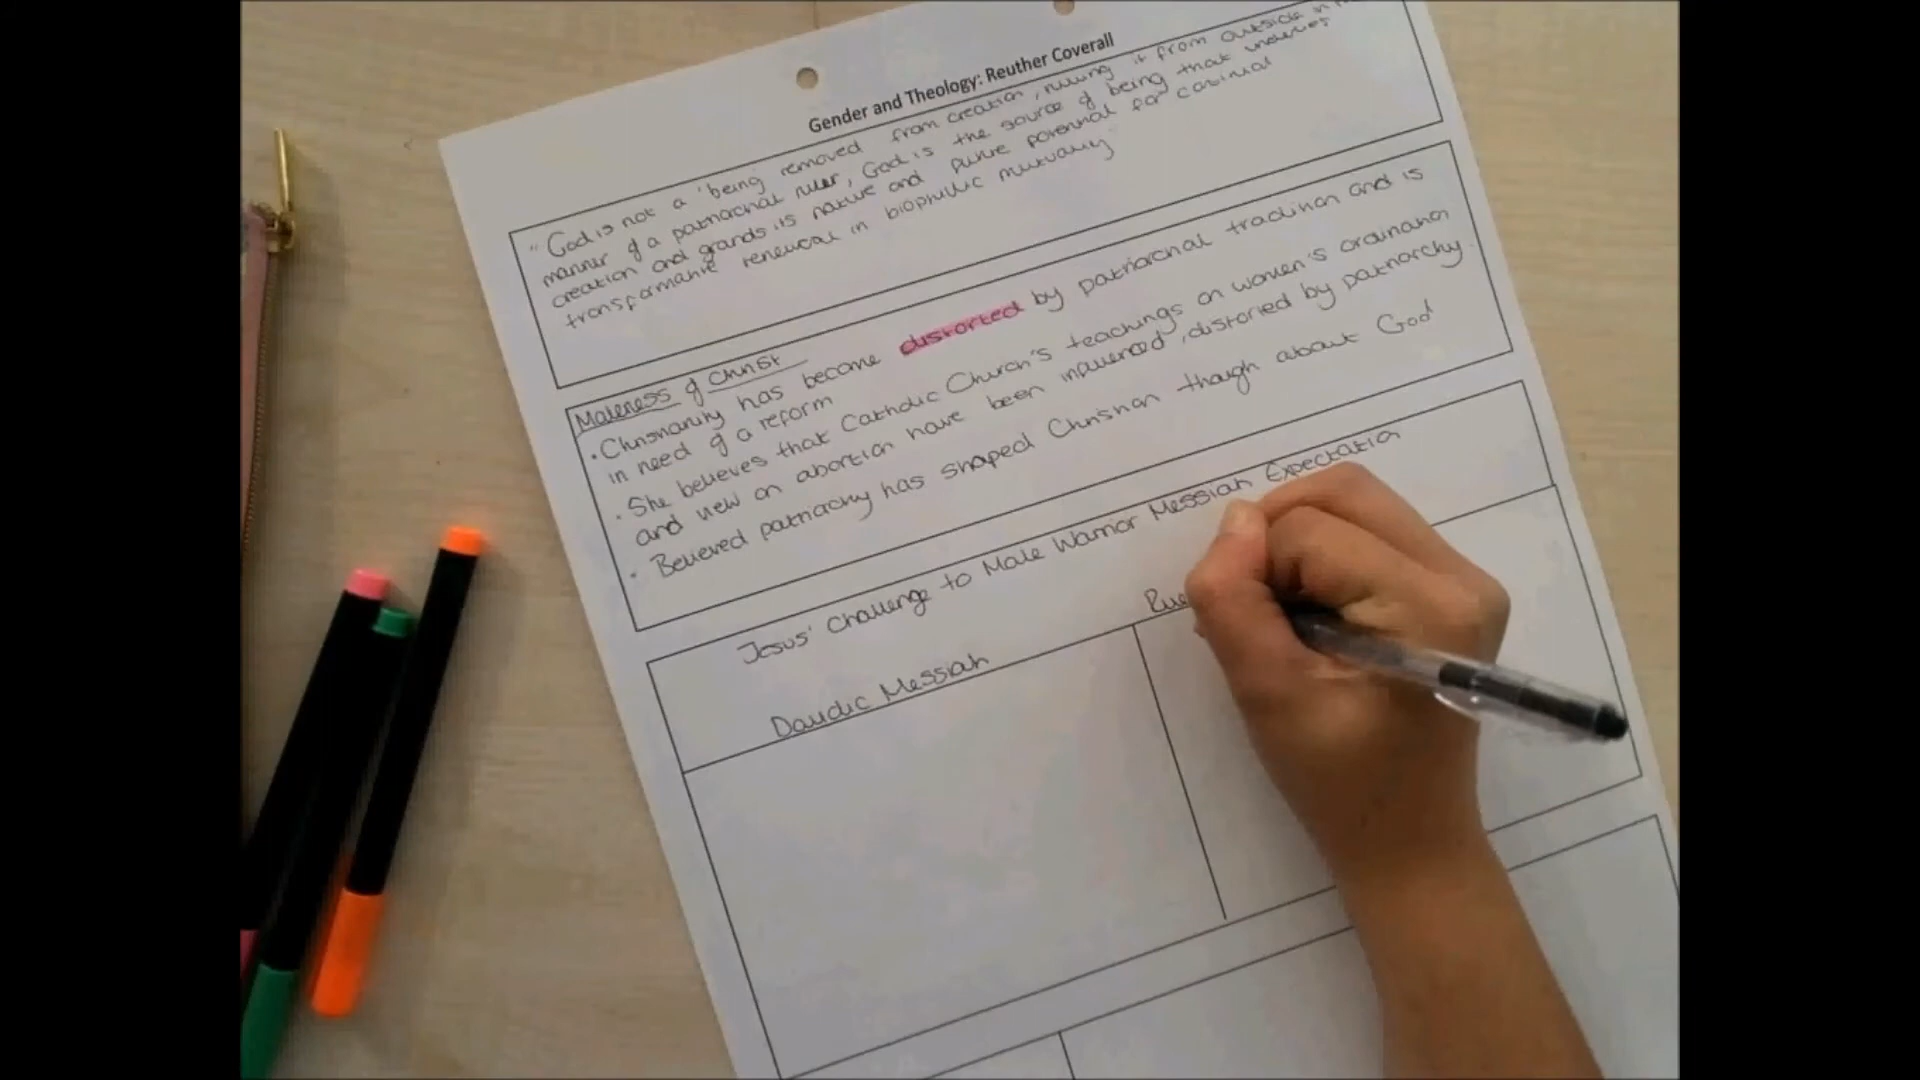 Gender and Theology: Reuther Coverall
"God is not a 'being removed from creation, ruling it from outside in
manner of a patriarchal ruler, God is the source of being that underlies
creation and grands its nature and future potential for continual
transformative renewal in biophilic mutuality"
Maleness of Christ
• Christianity has become distorted by patriarchal tradition and is
in need of a reform
• She believes that Catholic Church's teachings on women's ordination
and view on abortion have been influenced, distorted by patriarchy
• Believed patriarchy has shaped Christian though about God
Jesus' Challenge to Male Warrior Messiah Expectation
Davidic Messiah
Rue